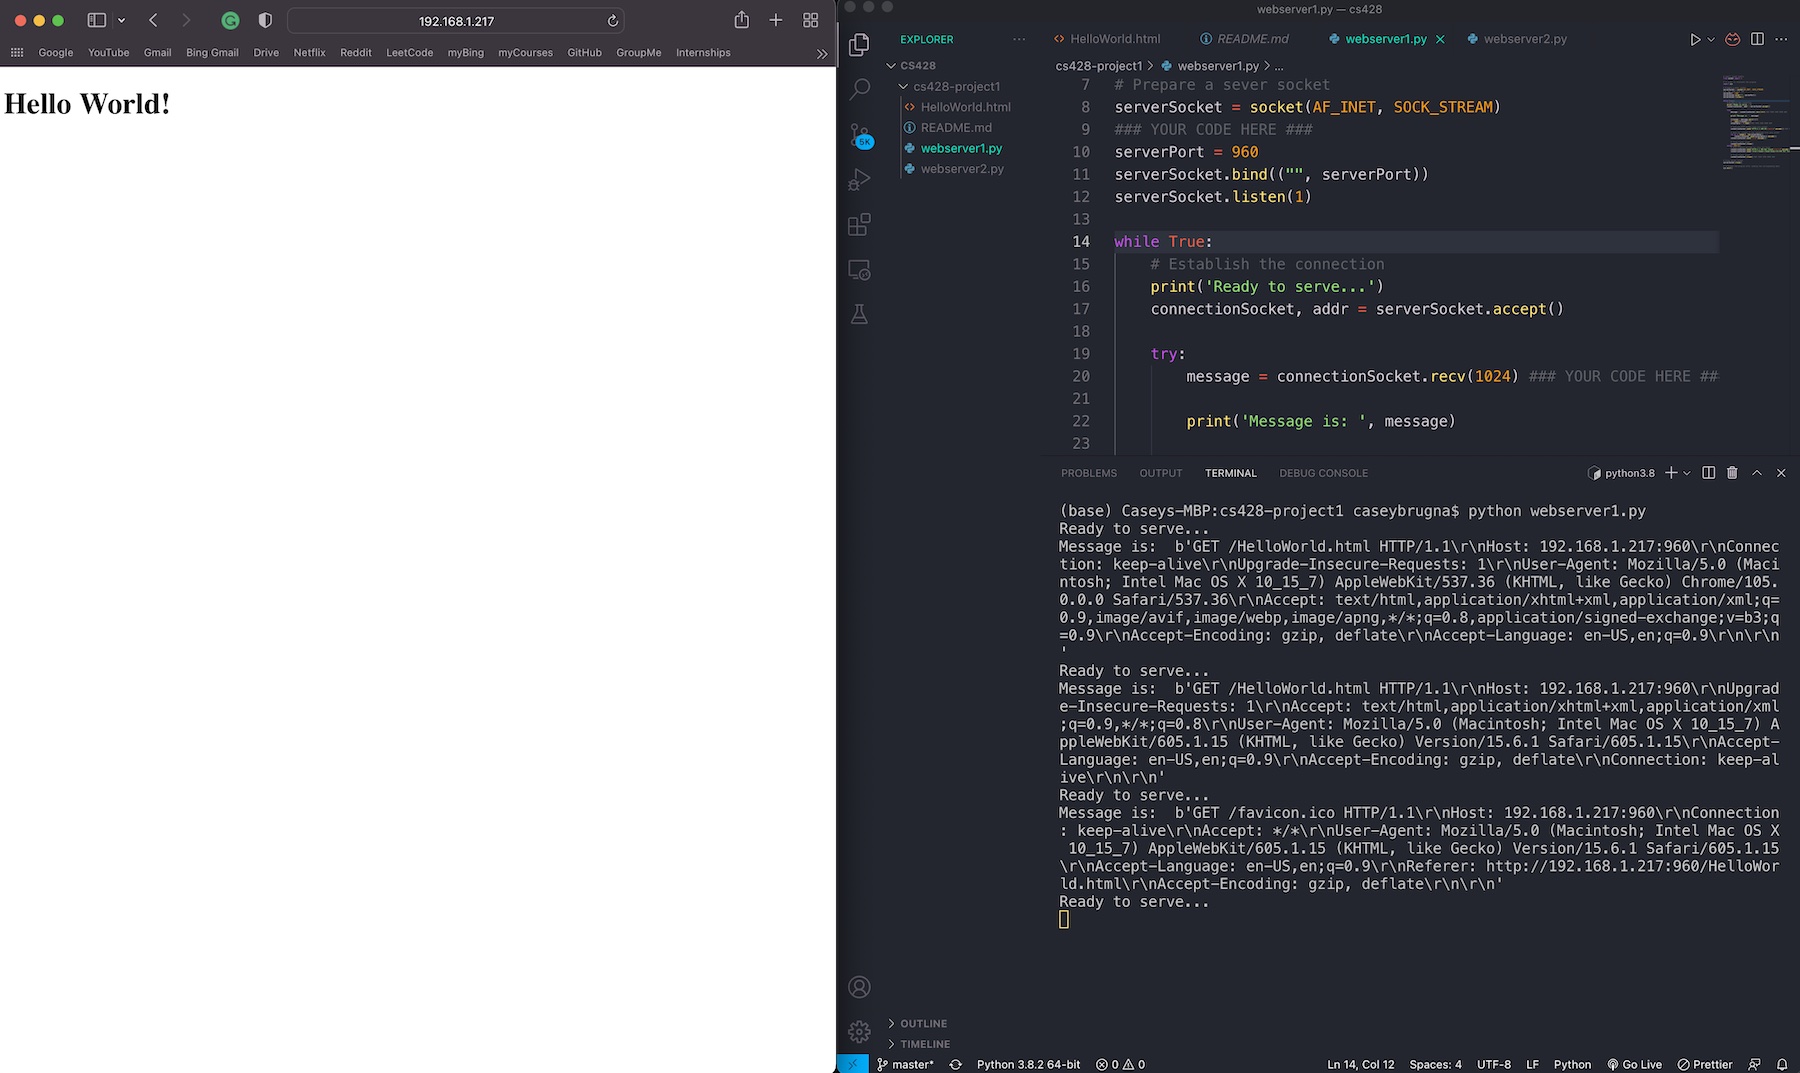 192.168.1.217
Google YouTube Gmail Bing Gmail Drive Netflix Reddit LeetCode myBing myCourses GitHub GroupMe Internships
Hello World!
webserver1.py — cs428
EXPLORER
CS428
cs428-project1
HelloWorld.html
README.md
webserver1.py
webserver2.py
5K
OUTLINE
TIMELINE
HelloWorld.html README.md webserver1.py webserver2.py
cs428-project1 > webserver1.py > ...
7 # Prepare a sever socket
8 serverSocket = socket(AF_INET, SOCK_STREAM)
9 ### YOUR CODE HERE ###
10 serverPort = 960
11 serverSocket.bind(("", serverPort))
12 serverSocket.listen(1)
13
14 while True:
15 # Establish the connection
16 print('Ready to serve...')
17 connectionSocket, addr = serverSocket.accept()
18
19 try:
20 message = connectionSocket.recv(1024) ### YOUR CODE HERE ##
21
22 print('Message is: ', message)
23
PROBLEMS OUTPUT TERMINAL DEBUG CONSOLE python3.8
(base) Caseys-MBP:cs428-project1 caseybrugna$ python webserver1.py
Ready to serve...
Message is:  b'GET /HelloWorld.html HTTP/1.1\r\nHost: 192.168.1.217:960\r\nConnec
tion: keep-alive\r\nUpgrade-Insecure-Requests: 1\r\nUser-Agent: Mozilla/5.0 (Maci
ntosh; Intel Mac OS X 10_15_7) AppleWebKit/537.36 (KHTML, like Gecko) Chrome/105.
0.0.0 Safari/537.36\r\nAccept: text/html,application/xhtml+xml,application/xml;q=
0.9,image/avif,image/webp,image/apng,*/*;q=0.8,application/signed-exchange;v=b3;q
=0.9\r\nAccept-Encoding: gzip, deflate\r\nAccept-Language: en-US,en;q=0.9\r\n\r\n
'
Ready to serve...
Message is:  b'GET /HelloWorld.html HTTP/1.1\r\nHost: 192.168.1.217:960\r\nUpgrad
e-Insecure-Requests: 1\r\nAccept: text/html,application/xhtml+xml,application/xml
;q=0.9,*/*;q=0.8\r\nUser-Agent: Mozilla/5.0 (Macintosh; Intel Mac OS X 10_15_7) A
ppleWebKit/605.1.15 (KHTML, like Gecko) Version/15.6.1 Safari/605.1.15\r\nAccept-
Language: en-US,en;q=0.9\r\nAccept-Encoding: gzip, deflate\r\nConnection: keep-al
ive\r\n\r\n'
Ready to serve...
Message is:  b'GET /favicon.ico HTTP/1.1\r\nHost: 192.168.1.217:960\r\nConnection
: keep-alive\r\nAccept: */*\r\nUser-Agent: Mozilla/5.0 (Macintosh; Intel Mac OS X
 10_15_7) AppleWebKit/605.1.15 (KHTML, like Gecko) Version/15.6.1 Safari/605.1.15
\r\nAccept-Language: en-US,en;q=0.9\r\nReferer: http://192.168.1.217:960/HelloWor
ld.html\r\nAccept-Encoding: gzip, deflate\r\n\r\n'
Ready to serve...
master* Python 3.8.2 64-bit 0 0 Ln 14, Col 12 Spaces: 4 UTF-8 LF Python Go Live Prettier